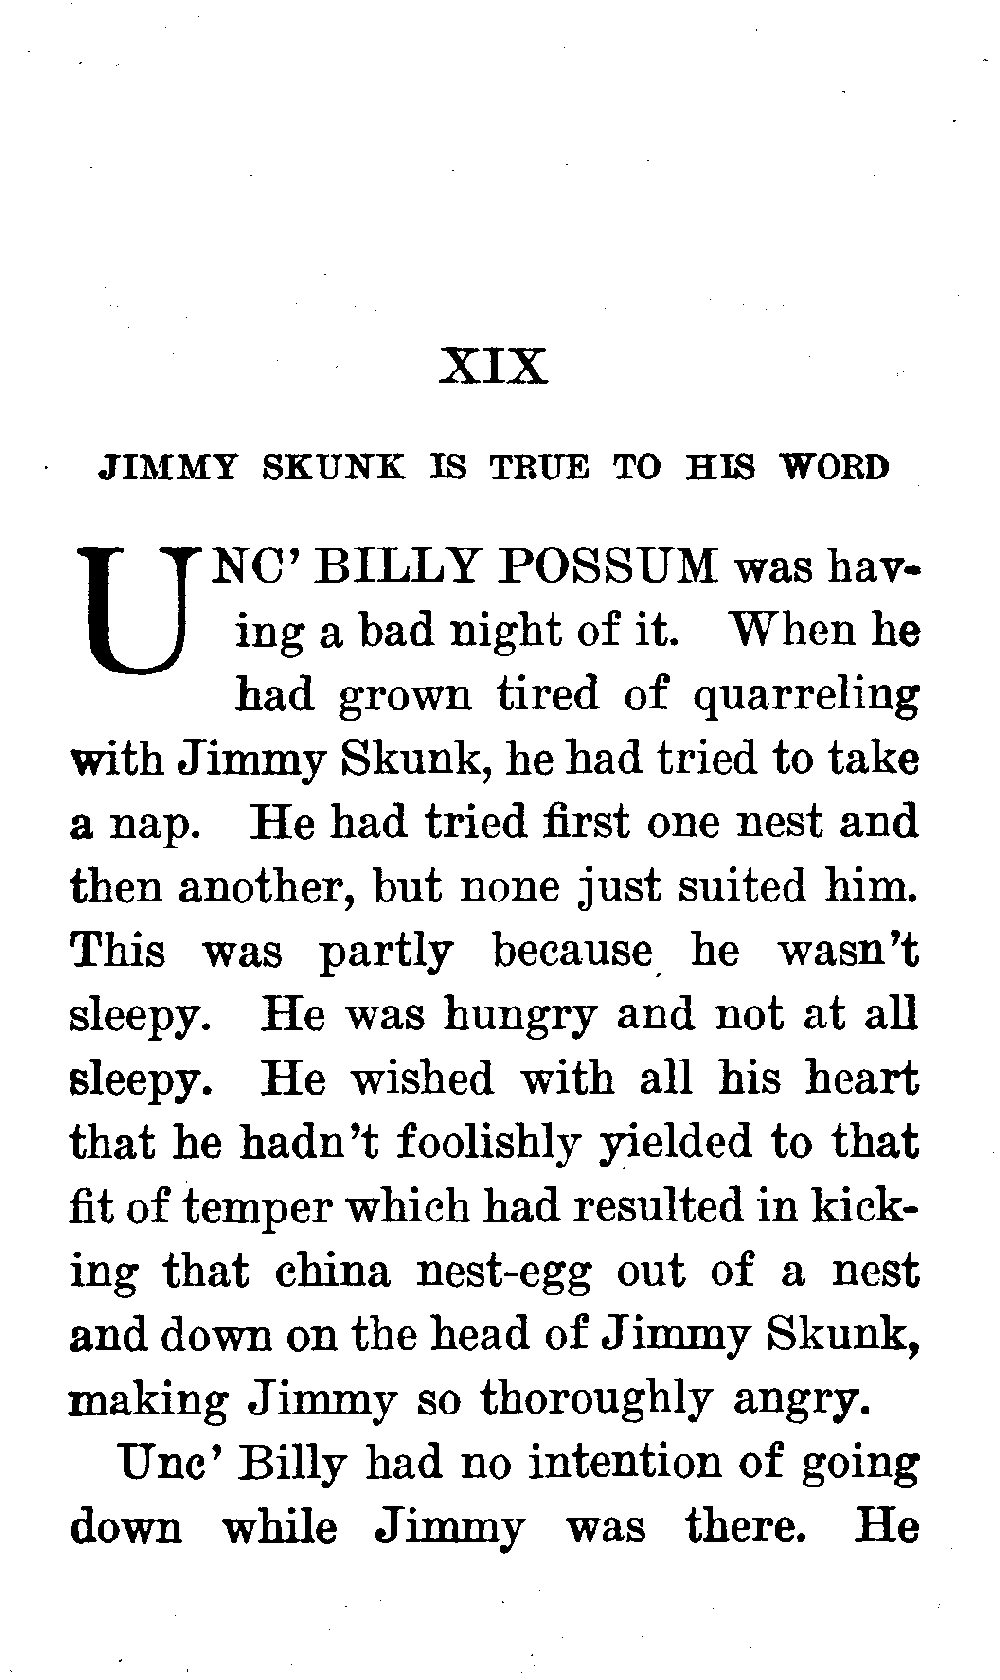 XIX
JIMMY SKUNK IS TRUE TO HIS WORD
UNC' BILLY POSSUM was hav-
ing a bad night of it. When he
had grown tired of quarreling
with Jimmy Skunk, he had tried to take
a nap. He had tried first one nest and
then another, but none just suited him.
This was partly because he wasn't
sleepy. He was hungry and not at all
sleepy. He wished with all his heart
that he hadn't foolishly yielded to that
fit of temper which had resulted in kick-
ing that china nest-egg out of a nest
and down on the head of Jimmy Skunk,
making Jimmy so thoroughly angry.
Unc' Billy had no intention of going
down while Jimmy was there. He